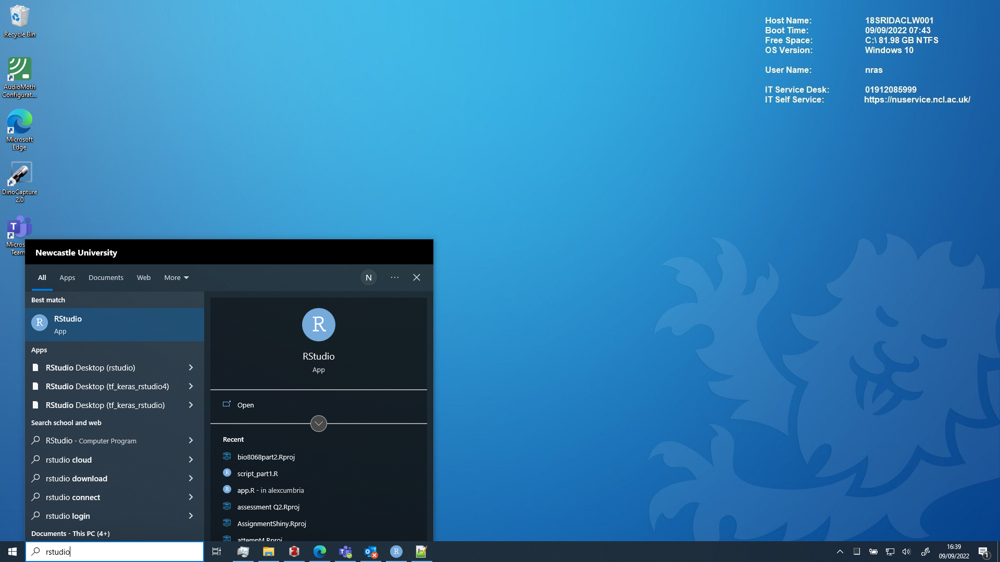 Recycle Bin
AudioMoth
Configurat...
Microsoft
Edge
DinoCapture
2.0
T
Micros
Team
Host Name: 18SRIDACLW001
Boot Time: 09/09/2022 07:43
Free Space: C:\ 81.98 GB NTFS
OS Version: Windows 10
User Name: nras
IT Service Desk: 01912085999
IT Self Service: https://nuservice.ncl.ac.uk/
Newcastle University
All Apps Documents Web More N ...
Best match
R RStudio
App
Apps
RStudio Desktop (rstudio)
RStudio Desktop (tf_keras_rstudio4)
RStudio Desktop (tf_keras_rstudio)
Search school and web
RStudio - Computer Program
rstudio cloud
rstudio download
rstudio connect
rstudio login
Documents - This PC (4+)
R
RStudio
App
Open
Recent
bio8068part2.Rproj
R script_part1.R
R app.R - in alexcumbria
assessment Q2.Rproj
AssignmentShiny.Rproj
attempt4.Rproj
rstudio
Z
T
R
16:39
09/09/2022
1